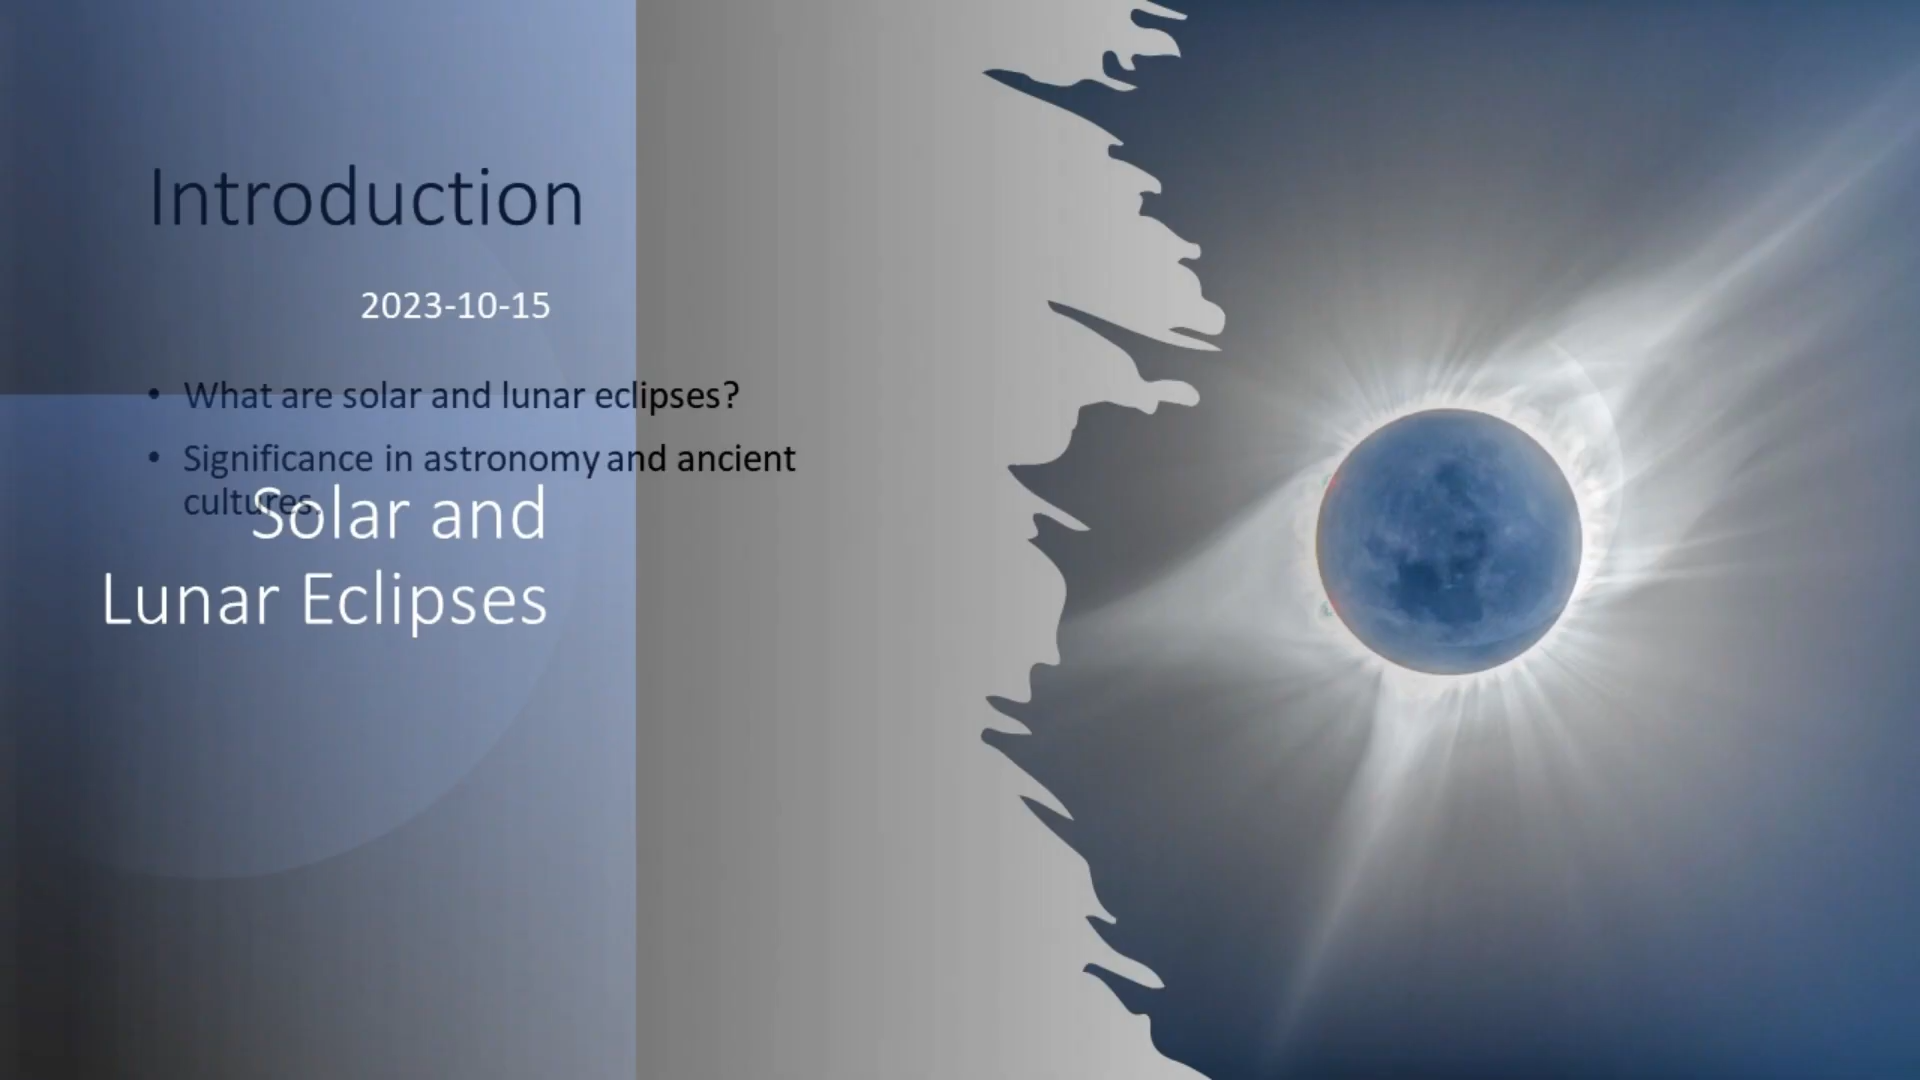 Introduction
2023-10-15
• What are solar and lunar eclipses?
• Significance in astronomy and ancient
cultures.
Solar and
Lunar Eclipses